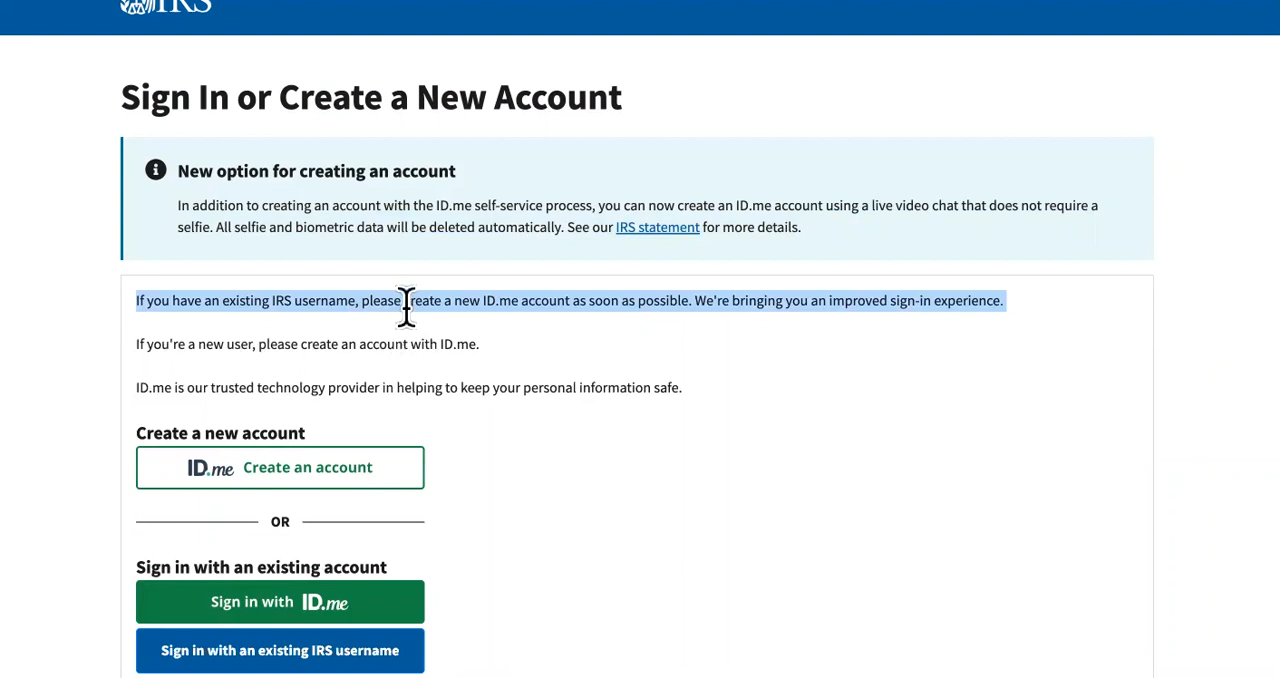 IRS
Sign In or Create a New Account
New option for creating an account
In addition to creating an account with the ID.me self-service process, you can now create an ID.me account using a live video chat that does not require a
selfie. All selfie and biometric data will be deleted automatically. See our IRS statement for more details.
If you have an existing IRS username, please create a new ID.me account as soon as possible. We're bringing you an improved sign-in experience.
If you're a new user, please create an account with ID.me.
ID.me is our trusted technology provider in helping to keep your personal information safe.
Create a new account
ID.me Create an account
OR
Sign in with an existing account
Sign in with ID.me
Sign in with an existing IRS username